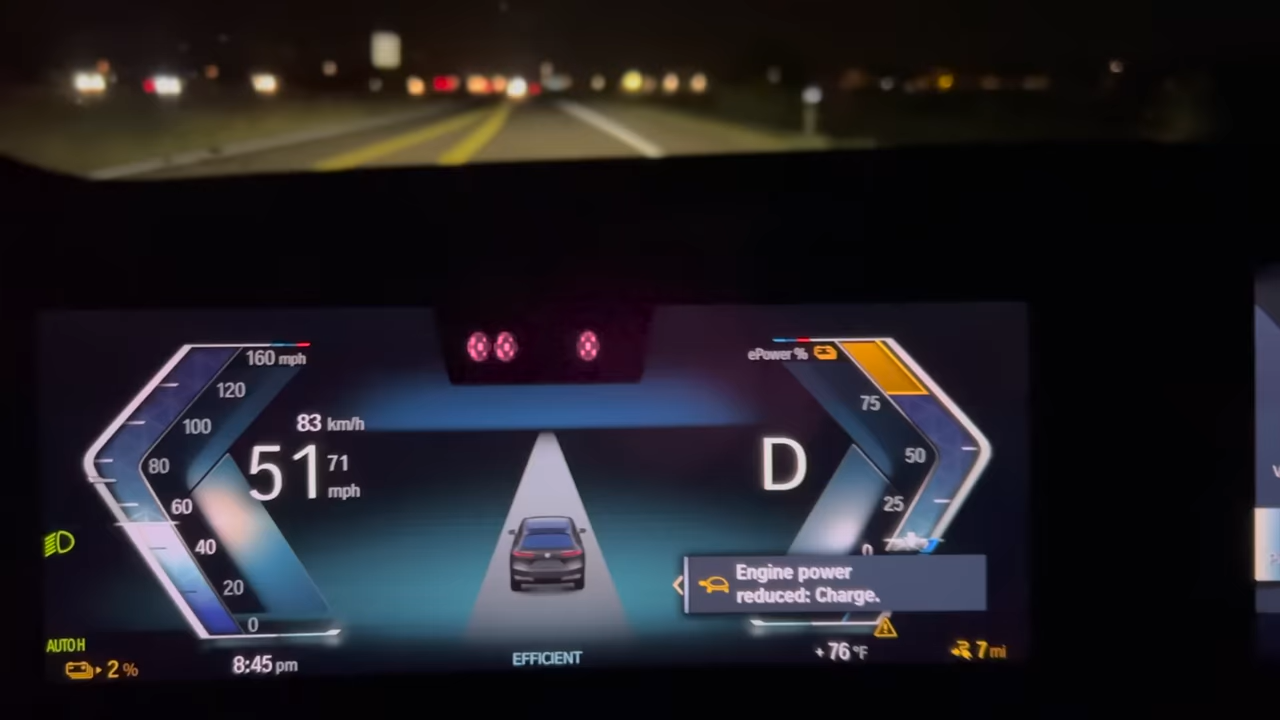 160 mph
120
100
80
60
40
20
0
83 km/h
51 71 mph
ePower %
75
50
25
0
D
Engine power
reduced: Charge.
AUTO H
2 %
8:45 pm
EFFICIENT
+76 °F
7 mi